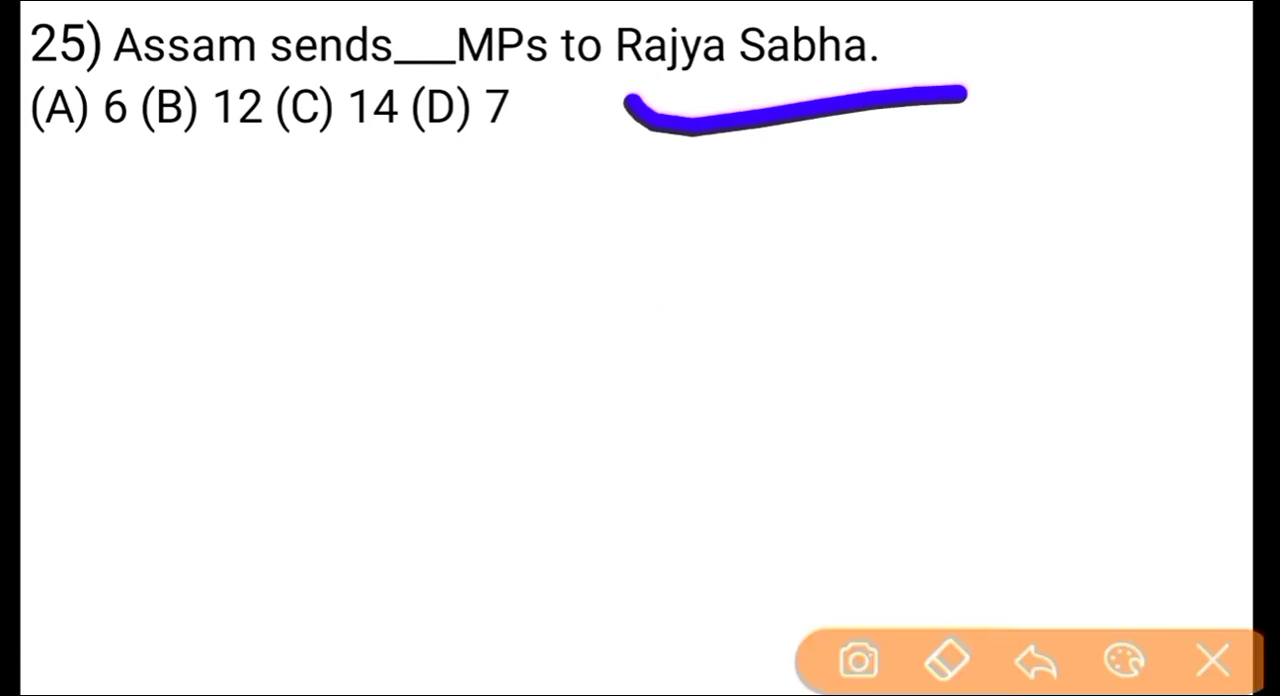 25) Assam sends___MPs to Rajya Sabha.
(A) 6 (B) 12 (C) 14 (D) 7